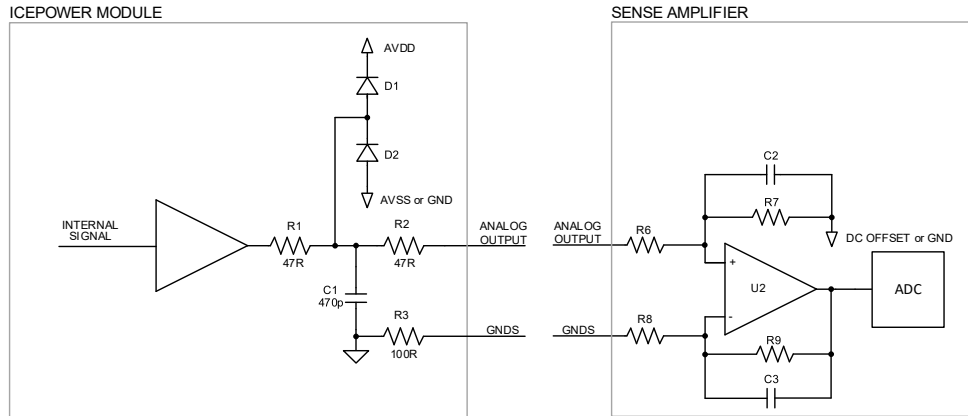 ICEPOWER MODULE
SENSE AMPLIFIER
AVDD
D1
D2
AVSS or GND
INTERNAL
SIGNAL
R1
47R
R2
47R
ANALOG
OUTPUT
C1
470p
R3
100R
GNDS
ANALOG
OUTPUT
R6
C2
R7
DC OFFSET or GND
+
-
U2
ADC
GNDS
R8
R9
C3